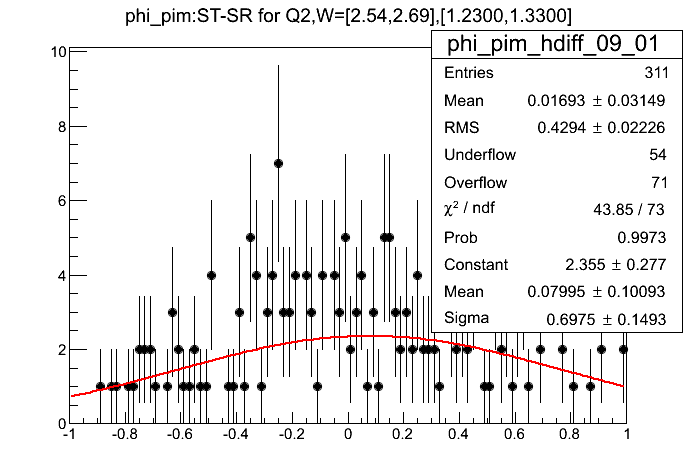 phi_pim:ST-SR for Q2,W=[2.54,2.69],[1.2300,1.3300]
phi_pim_hdiff_09_01
Entries 311
Mean 0.01693 ± 0.03149
RMS 0.4294 ± 0.02226
Underflow 54
Overflow 71
χ² / ndf 43.85 / 73
Prob 0.9973
Constant 2.355 ± 0.277
Mean 0.07995 ± 0.10093
Sigma 0.6975 ± 0.1493
10
8
6
4
2
0
-1 -0.8 -0.6 -0.4 -0.2 0 0.2 0.4 0.6 0.8 1